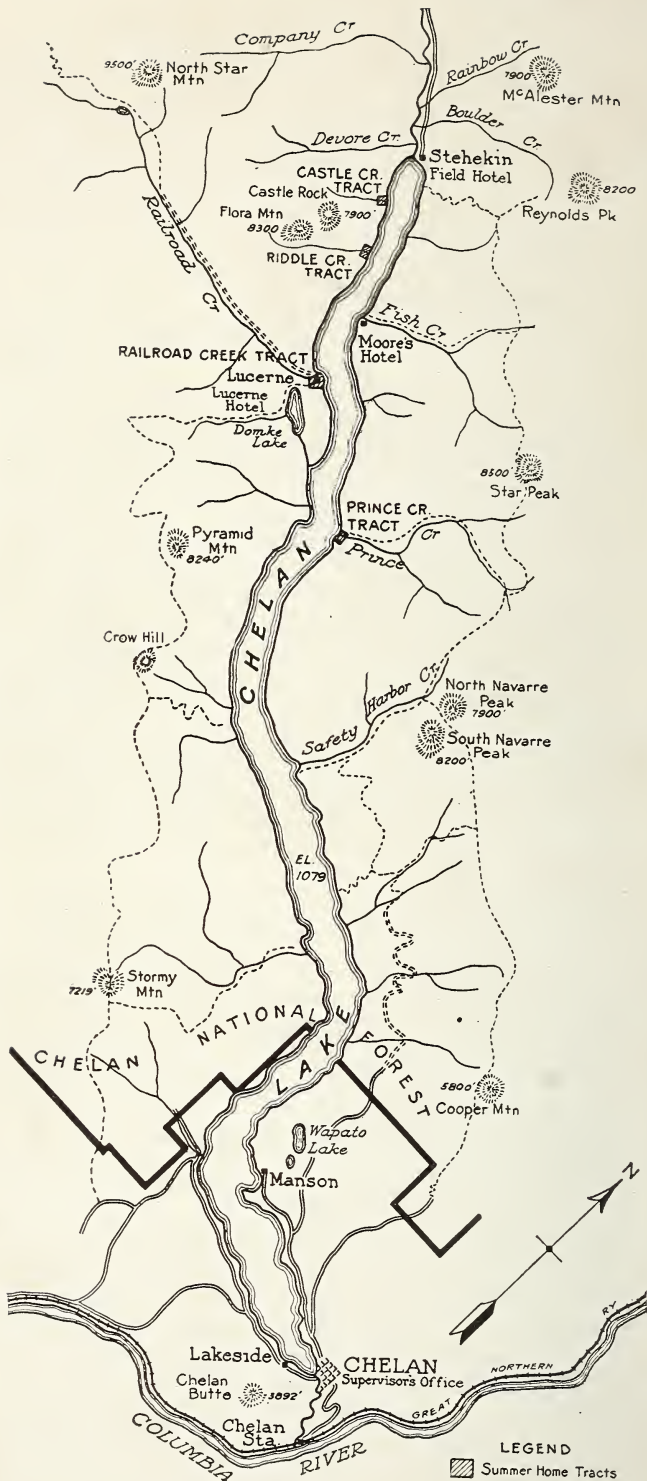 Company Cr
9500'
North Star
Mtn
Rainbow Cr
7900'
McAlester Mtn
Boulder
Cr
Devore Cr.
Stehekin
Field Hotel
CASTLE CR.
TRACT
Castle Rock
7900'
Flora Mtn
8300
8200
Reynolds Pk
RIDDLE CR.
TRACT
Railroad
Cr
Fish Cr
Moore's
Hotel
RAILROAD CREEK TRACT
Lucerne
Lucerne
Hotel
Domke
Lake
8500'
Star Peak
PRINCE CR.
TRACT
Prince
Cr
Pyramid
Mtn
8240'
CHELAN
Crow Hill
Safety Harbor Cr.
North Navarre
Peak
7900'
South Navarre
Peak
8200'
EL.
1079
Stormy
Mtn
7219'
CHELAN NATIONAL FOREST
LAKE
5800'
Cooper Mtn
Wapato
Lake
Manson
N
Lakeside
CHELAN
Supervisor's Office
Chelan
Butte
3892'
Chelan
Sta.
GREAT NORTHERN RY
COLUMBIA RIVER
LEGEND
Summer Home Tracts